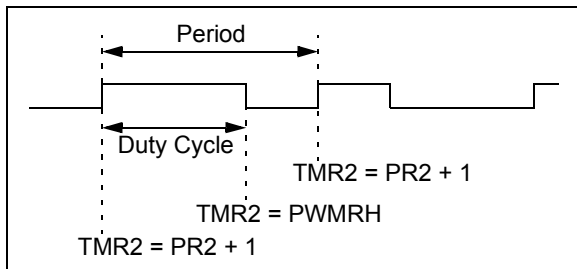 Period
Duty Cycle
TMR2 = PR2 + 1
TMR2 = PWMRH
TMR2 = PR2 + 1